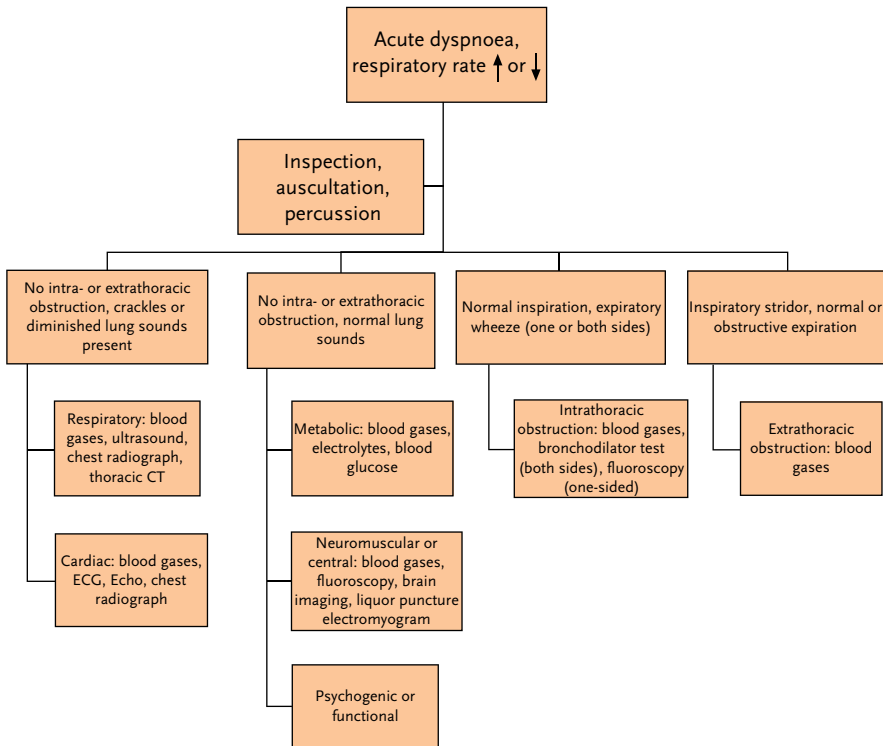 Acute dyspnoea,
respiratory rate ↑ or ↓
Inspection,
auscultation,
percussion
No intra- or extrathoracic
obstruction, crackles or
diminished lung sounds
present
No intra- or extrathoracic
obstruction, normal lung
sounds
Normal inspiration, expiratory
wheeze (one or both sides)
Inspiratory stridor, normal or
obstructive expiration
Respiratory: blood
gases, ultrasound,
chest radiograph,
thoracic CT
Metabolic: blood gases,
electrolytes, blood
glucose
Intrathoracic
obstruction: blood gases,
bronchodilator test
(both sides), fluoroscopy
(one-sided)
Extrathoracic
obstruction: blood
gases
Cardiac: blood gases,
ECG, Echo, chest
radiograph
Neuromuscular or
central: blood gases,
fluoroscopy, brain
imaging, liquor puncture
electromyogram
Psychogenic or
functional